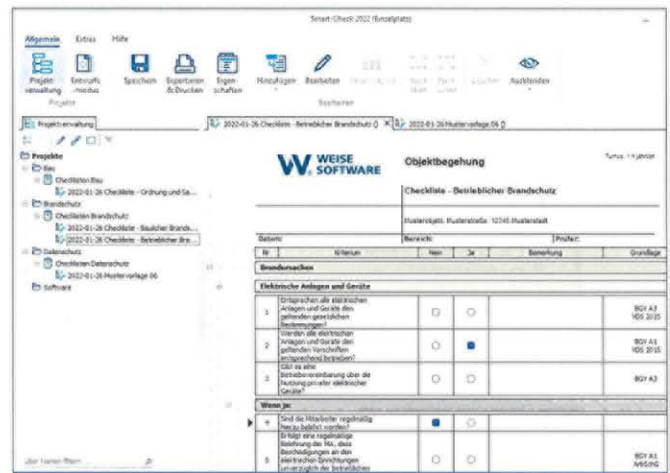 Smart-Check 2022 (Einzelplatz)
Allgemein Extras Hilfe
Projekt-
verwaltung
Entwurfs
-modus
Speichern
Exportieren
& Drucken
Eigen-
schaften
Hinzufügen
Bearbeiten
Ausblenden
Projekte
Bearbeiten
Projektverwaltung
2022-01-26 Checkliste - Betrieblicher Brandschutz ()
2022-01-26 Mustervorlage 06 ()
Projekte
Bau
Checklisten Bau
2022-01-26 Checkliste - Ordnung und Sa...
Brandschutz
Checklisten Brandschutz
2022-01-26 Checkliste - Baulicher Brands...
2022-01-26 Checkliste - Betrieblicher Bra...
Datenschutz
Checklisten Datenschutz
2022-01-26 Mustervorlage 06
Software
über Namen filtern
WEISE
SOFTWARE
Objektbegehung
Checkliste - Betrieblicher Brandschutz
Musterobjekt, Musterstraße, 12345 Musterstadt
Datum: Bereich: Prüfer:
Nr Kriterium Nein Ja Bemerkung Grundlage
Brandursachen
Elektrische Anlagen und Geräte
1 Entsprechen alle elektrischen
Anlagen und Geräte den
geltenden gesetzlichen
Bestimmungen?
BGV A3
VDS 2015
2 Werden alle elektrischen
Anlagen und Geräte den
geltenden Vorschriften
entsprechend betrieben?
BGV A1
VDS 2015
3 Gibt es eine
Betriebsvereinbarung über die
Nutzung privater elektrischer
Geräte?
BGV A3
Wenn ja:
4 Sind die Mitarbeiter regelmäßig
hierzu belehrt worden?
5 Erfolgt eine regelmäßige
Belehrung der MA, dass
Beschädigungen an den
elektrischen Einrichtungen
unverzüglich der betrieblichen
BGV A1
ArbSchG